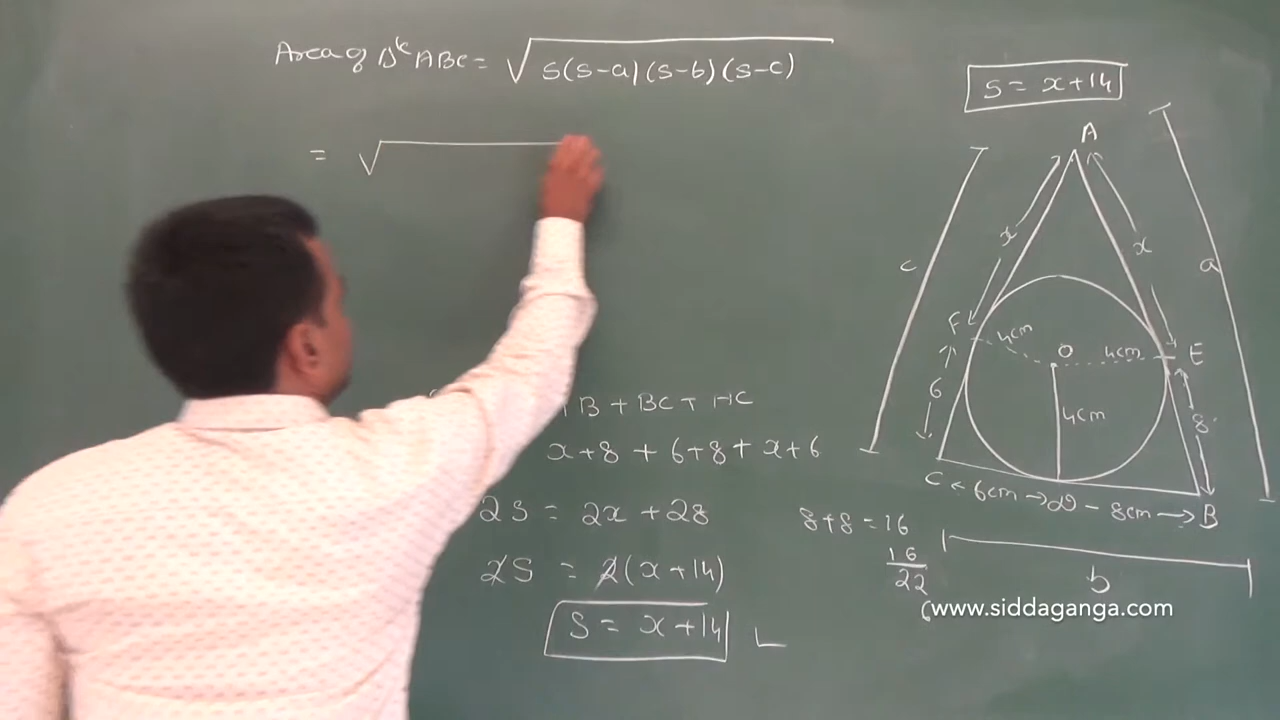 Area of Δle ABC = √s(s-a)(s-b)(s-c)
= √
AB + BC + AC
x+8 + 6+8 + x+6
2S = 2x + 28
2S = 2(x+14)
S = x+14
8+8 = 16
16
22
S = x+14
A
x
x
c
a
F
4cm
O
4cm
E
6
4cm
8
C
6cm
D
8cm
B
b
www.siddaganga.com